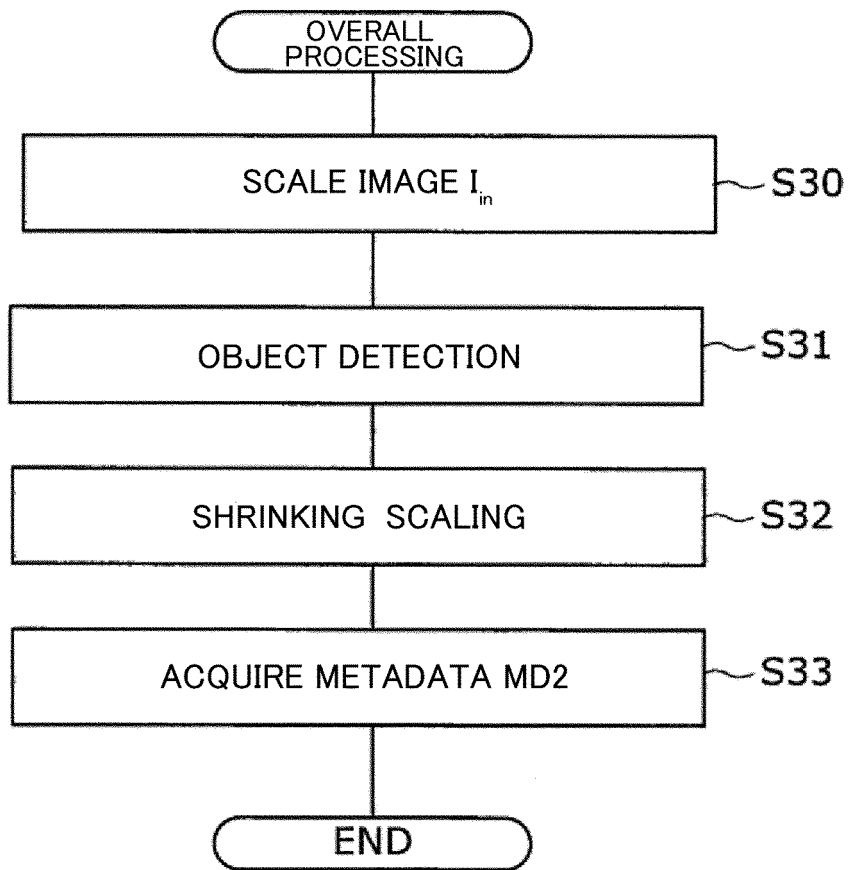 OVERALL
PROCESSING
SCALE IMAGE Iin
S30
OBJECT DETECTION
S31
SHRINKING SCALING
S32
ACQUIRE METADATA MD2
S33
END